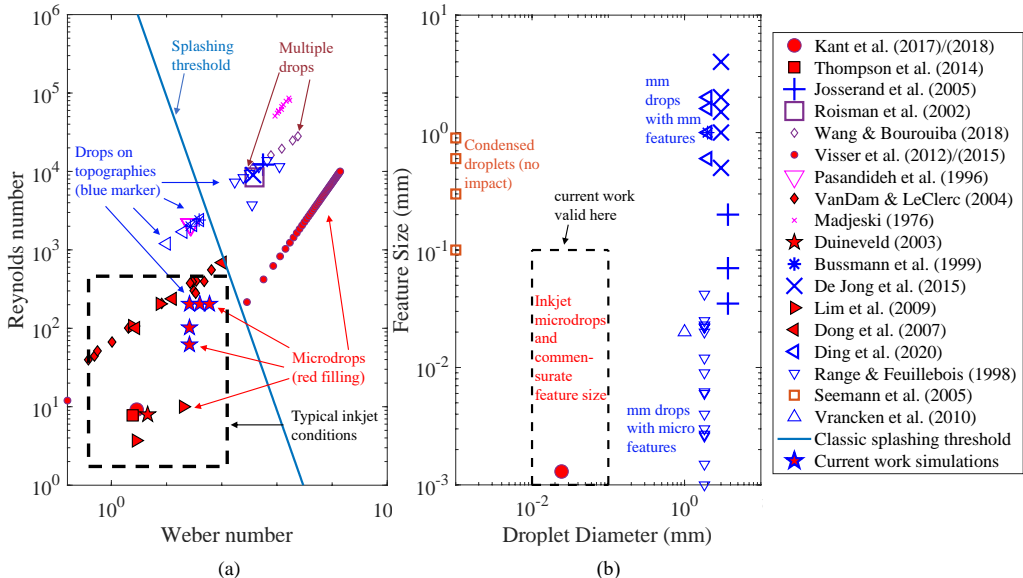 10^6
10^5
10^4
10^3
10^2
10^1
10^0
Reynolds number
10^0
10
Weber number
(a)
Splashing
threshold
Multiple
drops
Drops on
topographies
(blue marker)
Microdrops
(red filling)
Typical inkjet
conditions
10^1
10^0
10^-1
10^-2
10^-3
Feature Size (mm)
10^-2
10^0
Droplet Diameter (mm)
(b)
mm
drops
with mm
features
Condensed
droplets (no
impact)
current work
valid here
Inkjet
microdrops
and
commen-
surate
feature size
mm drops
with micro
features
Kant et al. (2017)/(2018)
Thompson et al. (2014)
Josserand et al. (2005)
Roisman et al. (2002)
Wang & Bourouiba (2018)
Visser et al. (2012)/(2015)
Pasandideh et al. (1996)
VanDam & LeClerc (2004)
Madjeski (1976)
Duineveld (2003)
Bussmann et al. (1999)
De Jong et al. (2015)
Lim et al. (2009)
Dong et al. (2007)
Ding et al. (2020)
Range & Feuillebois (1998)
Seemann et al. (2005)
Vrancken et al. (2010)
Classic splashing threshold
Current work simulations